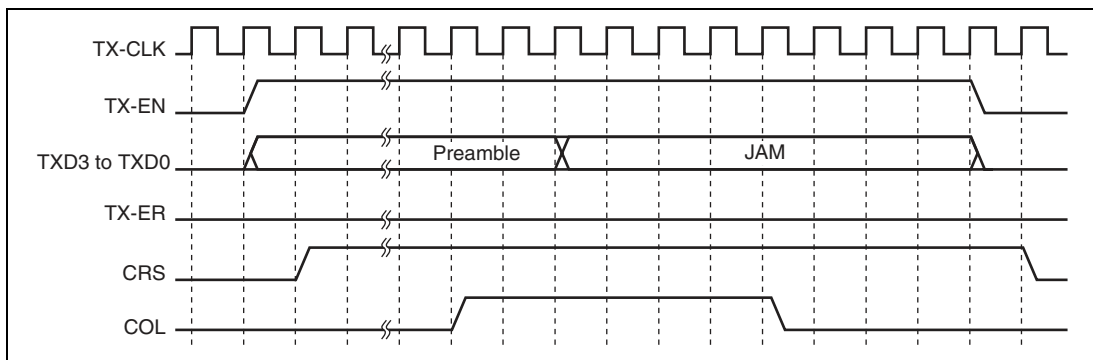 TX-CLK
TX-EN
TXD3 to TXD0
Preamble
JAM
TX-ER
CRS
COL